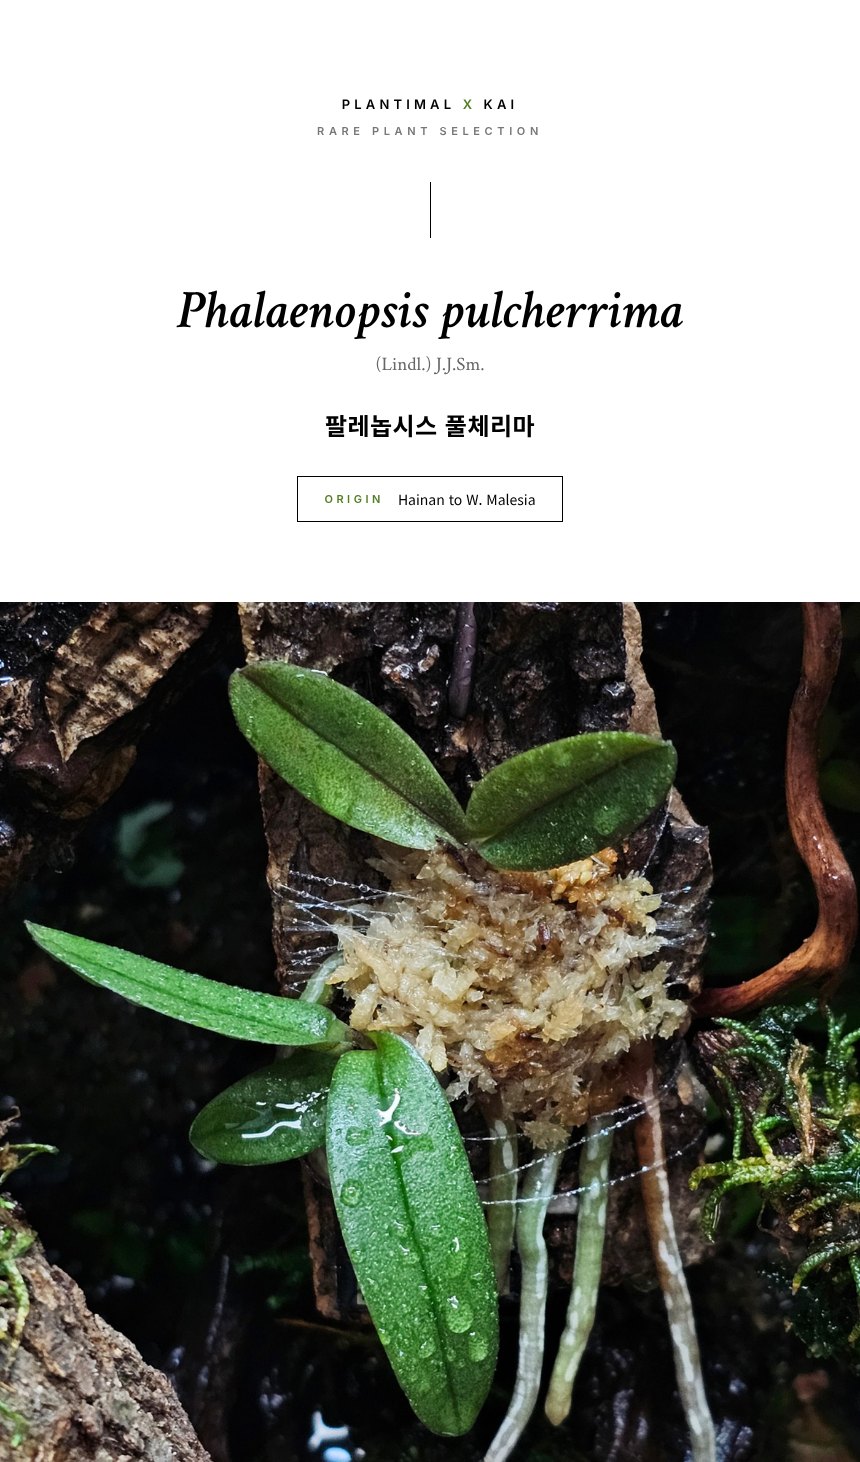 PLANTIMAL X KAI
RARE PLANT SELECTION
Phalaenopsis pulcherrima
(Lindl.) J.J.Sm.
팔레놉시스 풀체리마
ORIGIN Hainan to W. Malesia